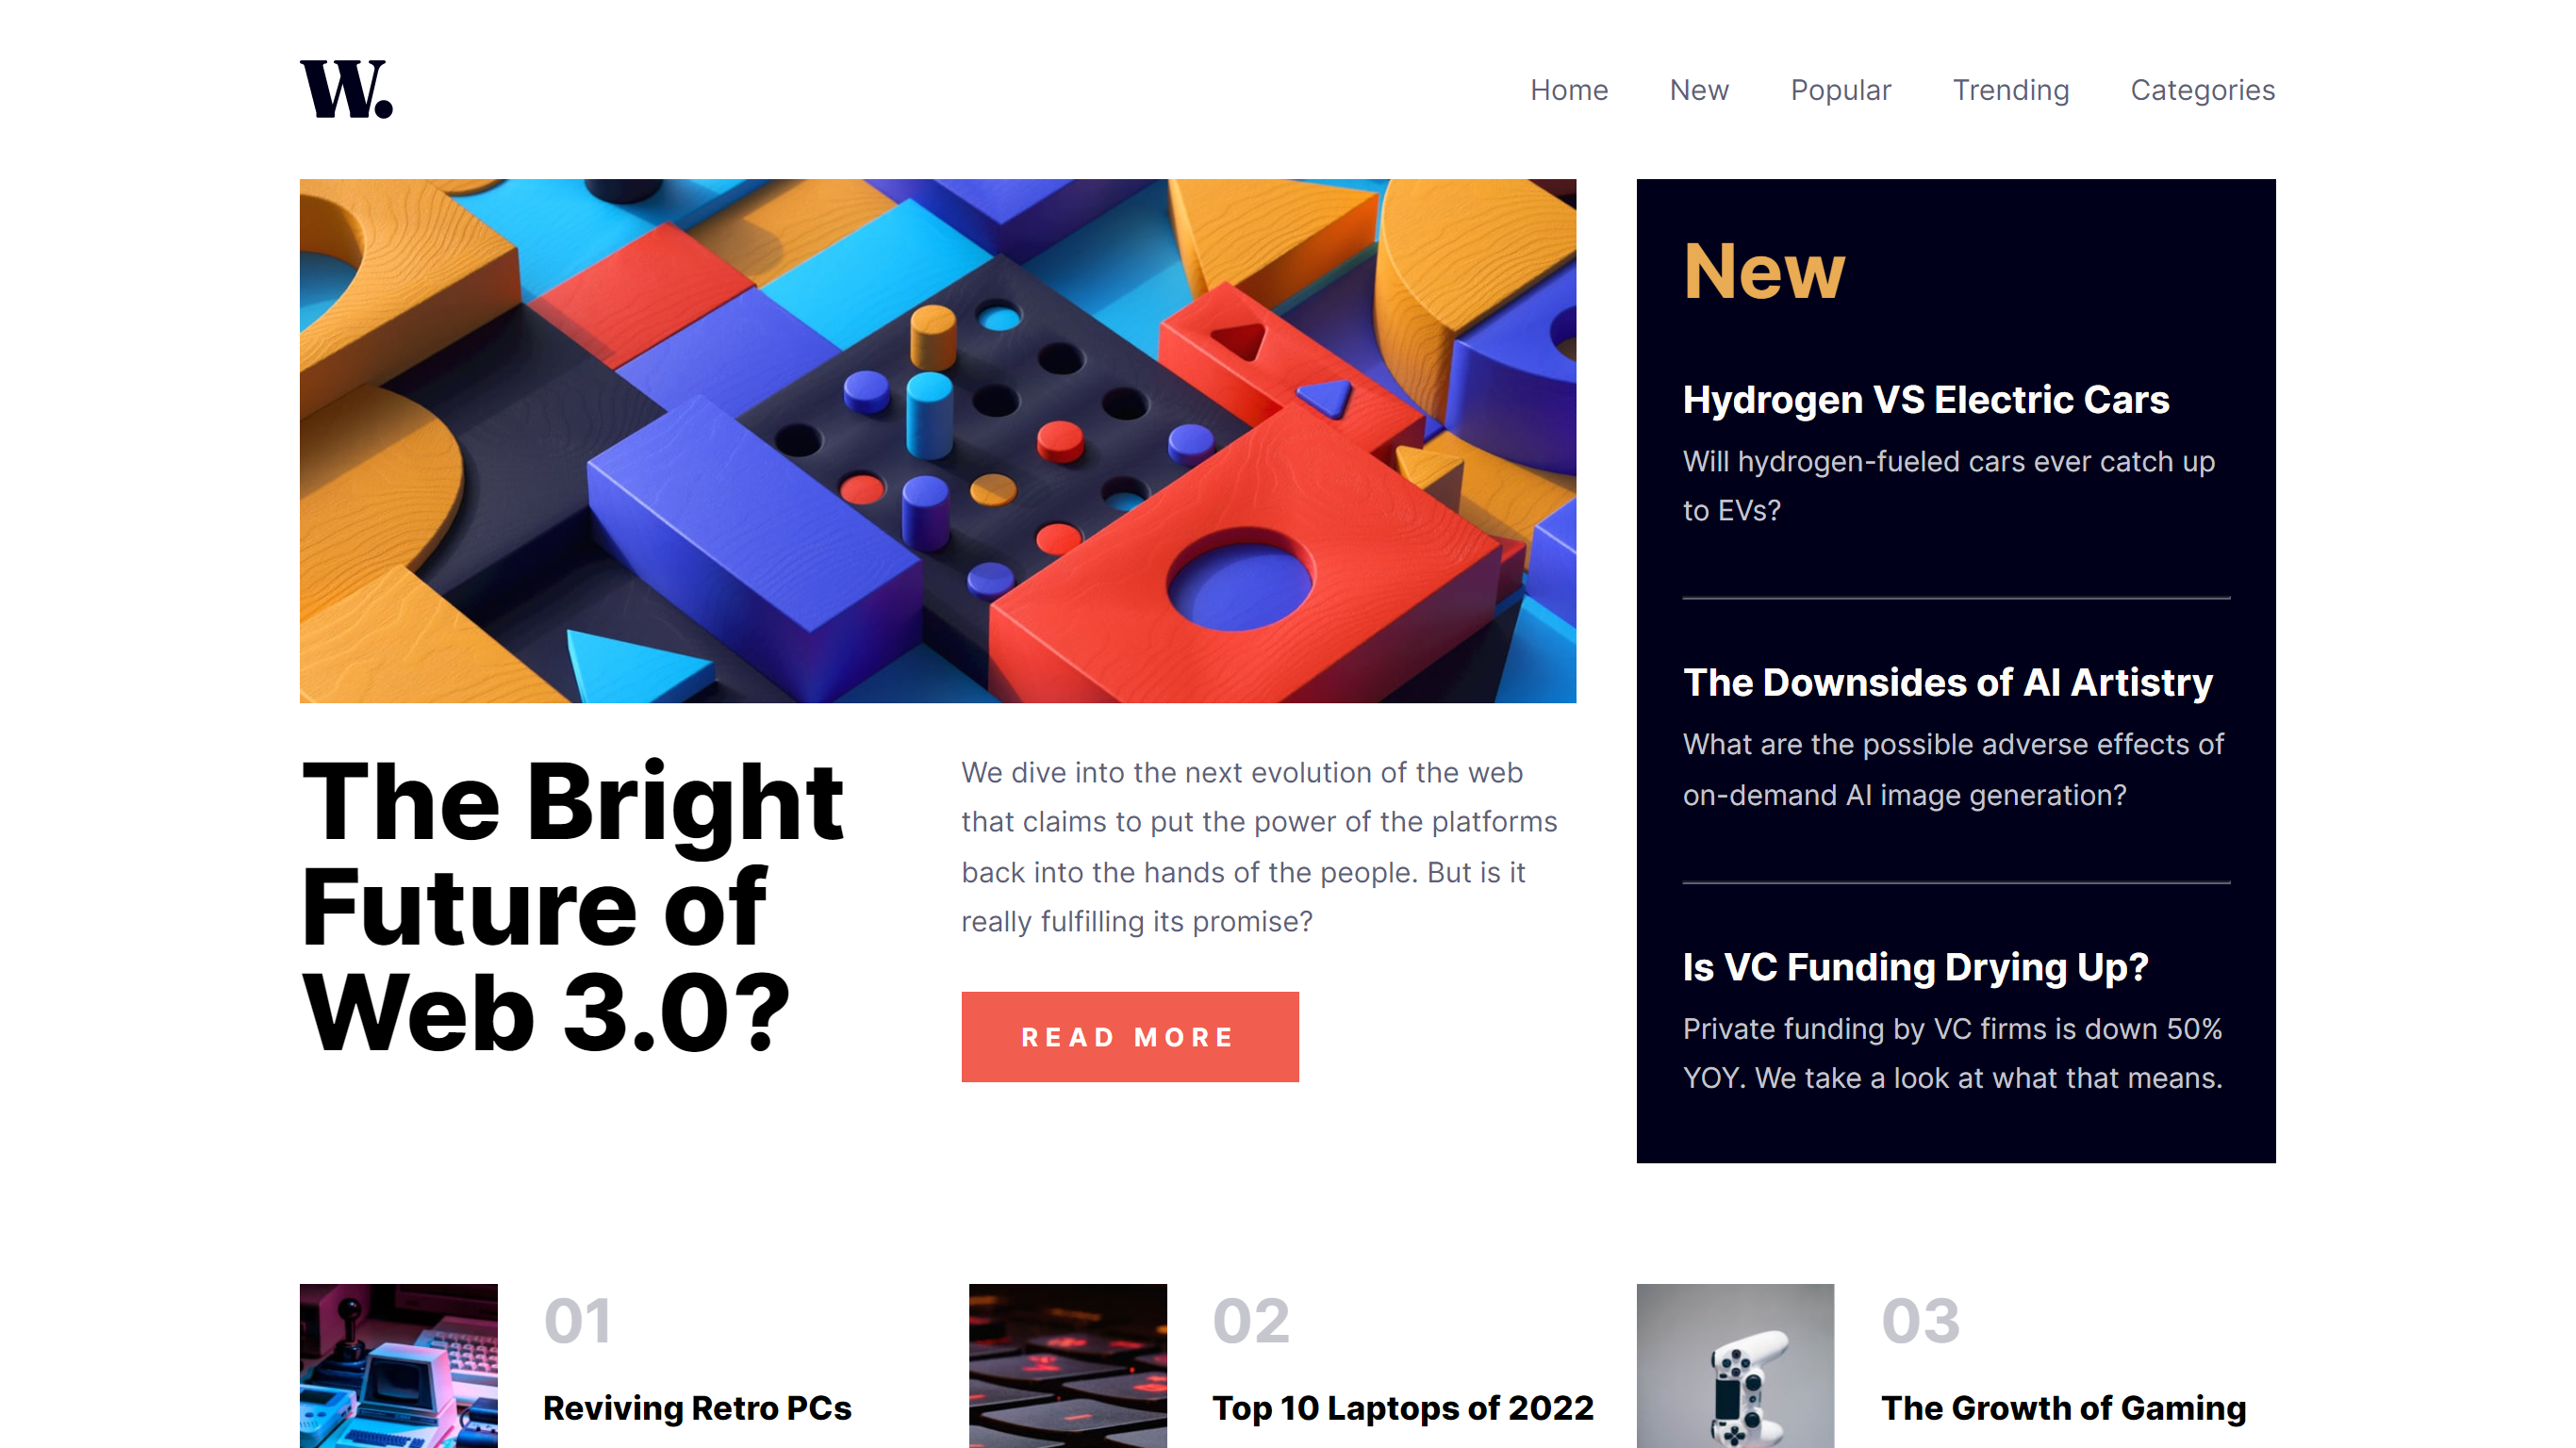 W.
Home New Popular Trending Categories
The Bright
Future of
Web 3.0?
We dive into the next evolution of the web
that claims to put the power of the platforms
back into the hands of the people. But is it
really fulfilling its promise?
READ MORE
New
Hydrogen VS Electric Cars
Will hydrogen-fueled cars ever catch up
to EVs?
The Downsides of AI Artistry
What are the possible adverse effects of
on-demand AI image generation?
Is VC Funding Drying Up?
Private funding by VC firms is down 50%
YOY. We take a look at what that means.
01
Reviving Retro PCs
02
Top 10 Laptops of 2022
03
The Growth of Gaming